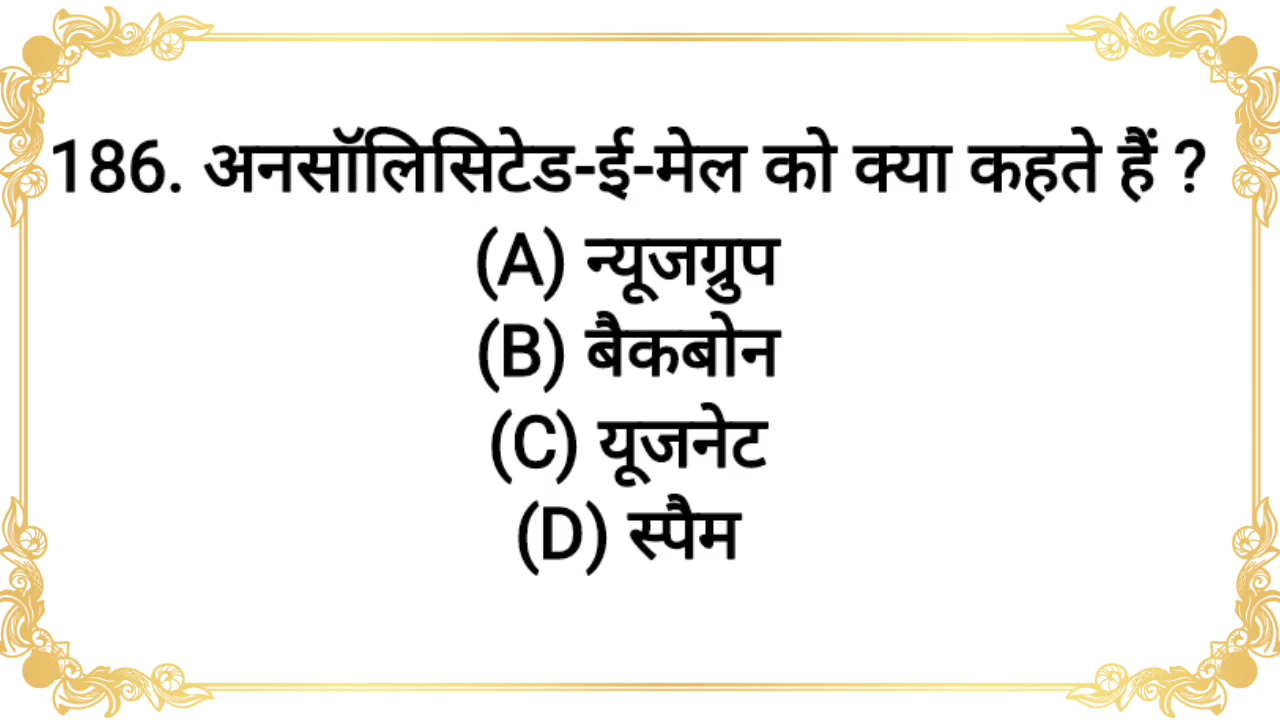 186. अनसॉलिसिटेड-ई-मेल को क्या कहते हैं ?
(A) न्यूजग्रुप
(B) बैकबोन
(C) यूजनेट
(D) स्पैम